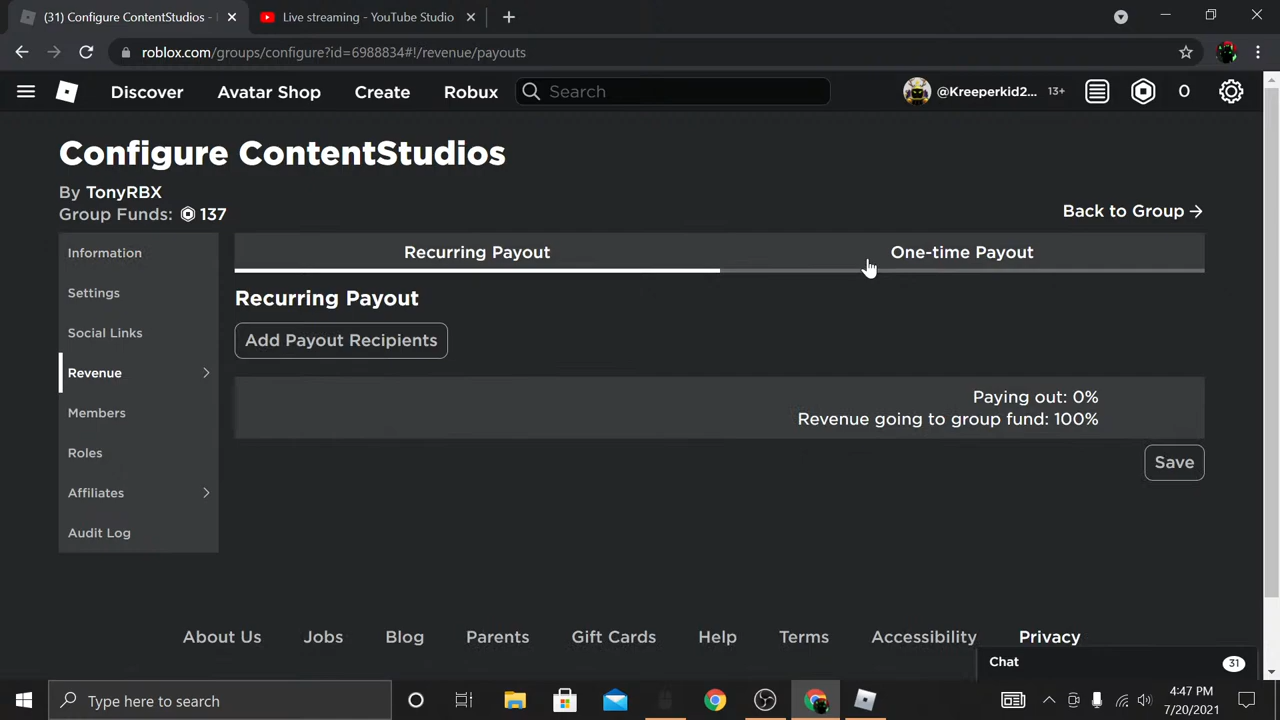 (31) Configure ContentStudios -
Live streaming - YouTube Studio
roblox.com/groups/configure?id=6988834#!/revenue/payouts
Discover
Avatar Shop
Create
Robux
Search
@Kreeperkid2...
13+
0
Configure ContentStudios
By TonyRBX
Group Funds: 137
Back to Group
Information
Settings
Social Links
Revenue
Members
Roles
Affiliates
Audit Log
Recurring Payout
One-time Payout
Recurring Payout
Add Payout Recipients
Paying out: 0%
Revenue going to group fund: 100%
Save
About Us
Jobs
Blog
Parents
Gift Cards
Help
Terms
Accessibility
Privacy
Chat
31
Type here to search
4:47 PM
7/20/2021